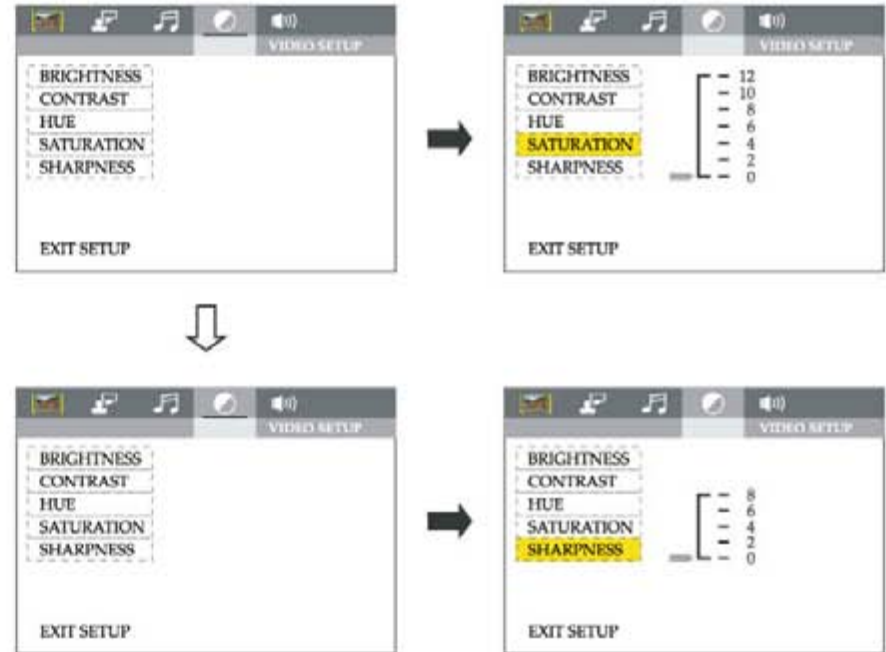 VIDEO SETUP
BRIGHTNESS
CONTRAST
HUE
SATURATION
SHARPNESS
EXIT SETUP
VIDEO SETUP
BRIGHTNESS
CONTRAST
HUE
SATURATION
SHARPNESS
12
10
8
6
4
2
0
EXIT SETUP
VIDEO SETUP
BRIGHTNESS
CONTRAST
HUE
SATURATION
SHARPNESS
EXIT SETUP
VIDEO SETUP
BRIGHTNESS
CONTRAST
HUE
SATURATION
SHARPNESS
8
6
4
2
0
EXIT SETUP